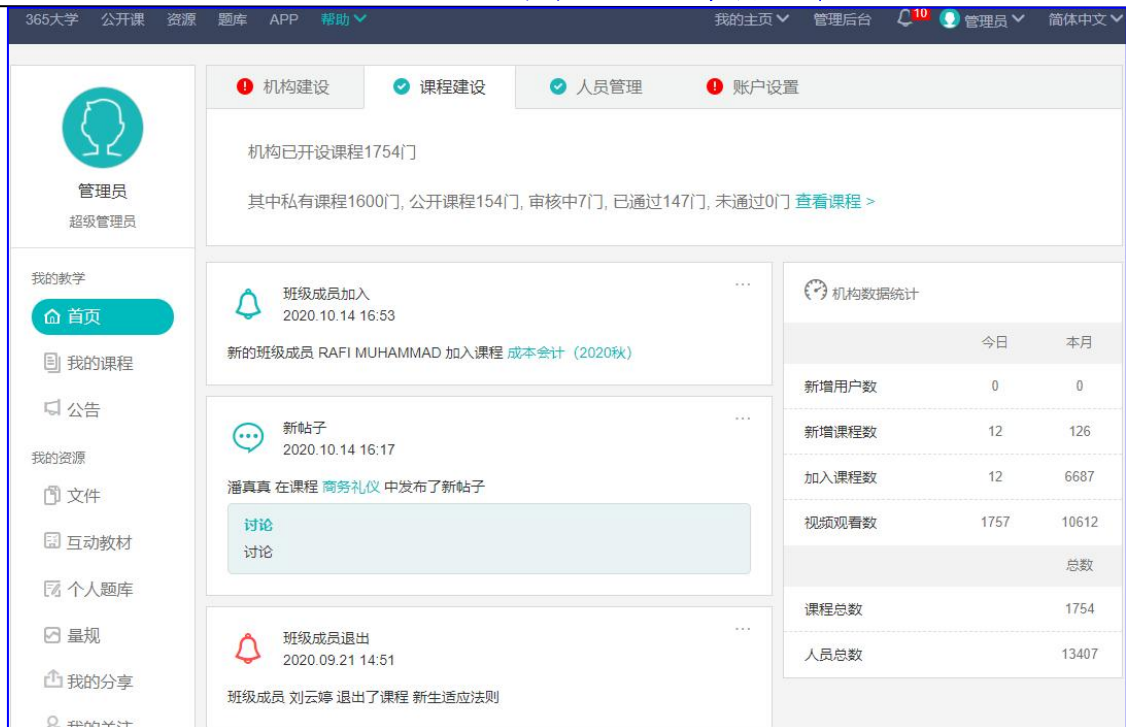 365大学 公开课 资源 题库 APP 帮助 我的主页 管理后台 10 管理员 简体中文
机构建设 课程建设 人员管理 账户设置
机构已开设课程1754门
其中私有课程1600门, 公开课程154门, 审核中7门, 已通过147门, 未通过0门 查看课程 >
管理员
超级管理员
我的教学
首页
我的课程
公告
我的资源
文件
互动教材
个人题库
量规
我的分享
我的关注
班级成员加入
2020.10.14 16:53
新的班级成员 RAFI MUHAMMAD 加入课程 成本会计（2020秋）
新帖子
2020.10.14 16:17
潘真真 在课程 商务礼仪 中发布了新帖子
讨论
讨论
班级成员退出
2020.09.21 14:51
班级成员 刘云婷 退出了课程 新生适应法则
机构数据统计
今日 本月
新增用户数 0 0
新增课程数 12 126
加入课程数 12 6687
视频观看数 1757 10612
总数
课程总数 1754
人员总数 13407